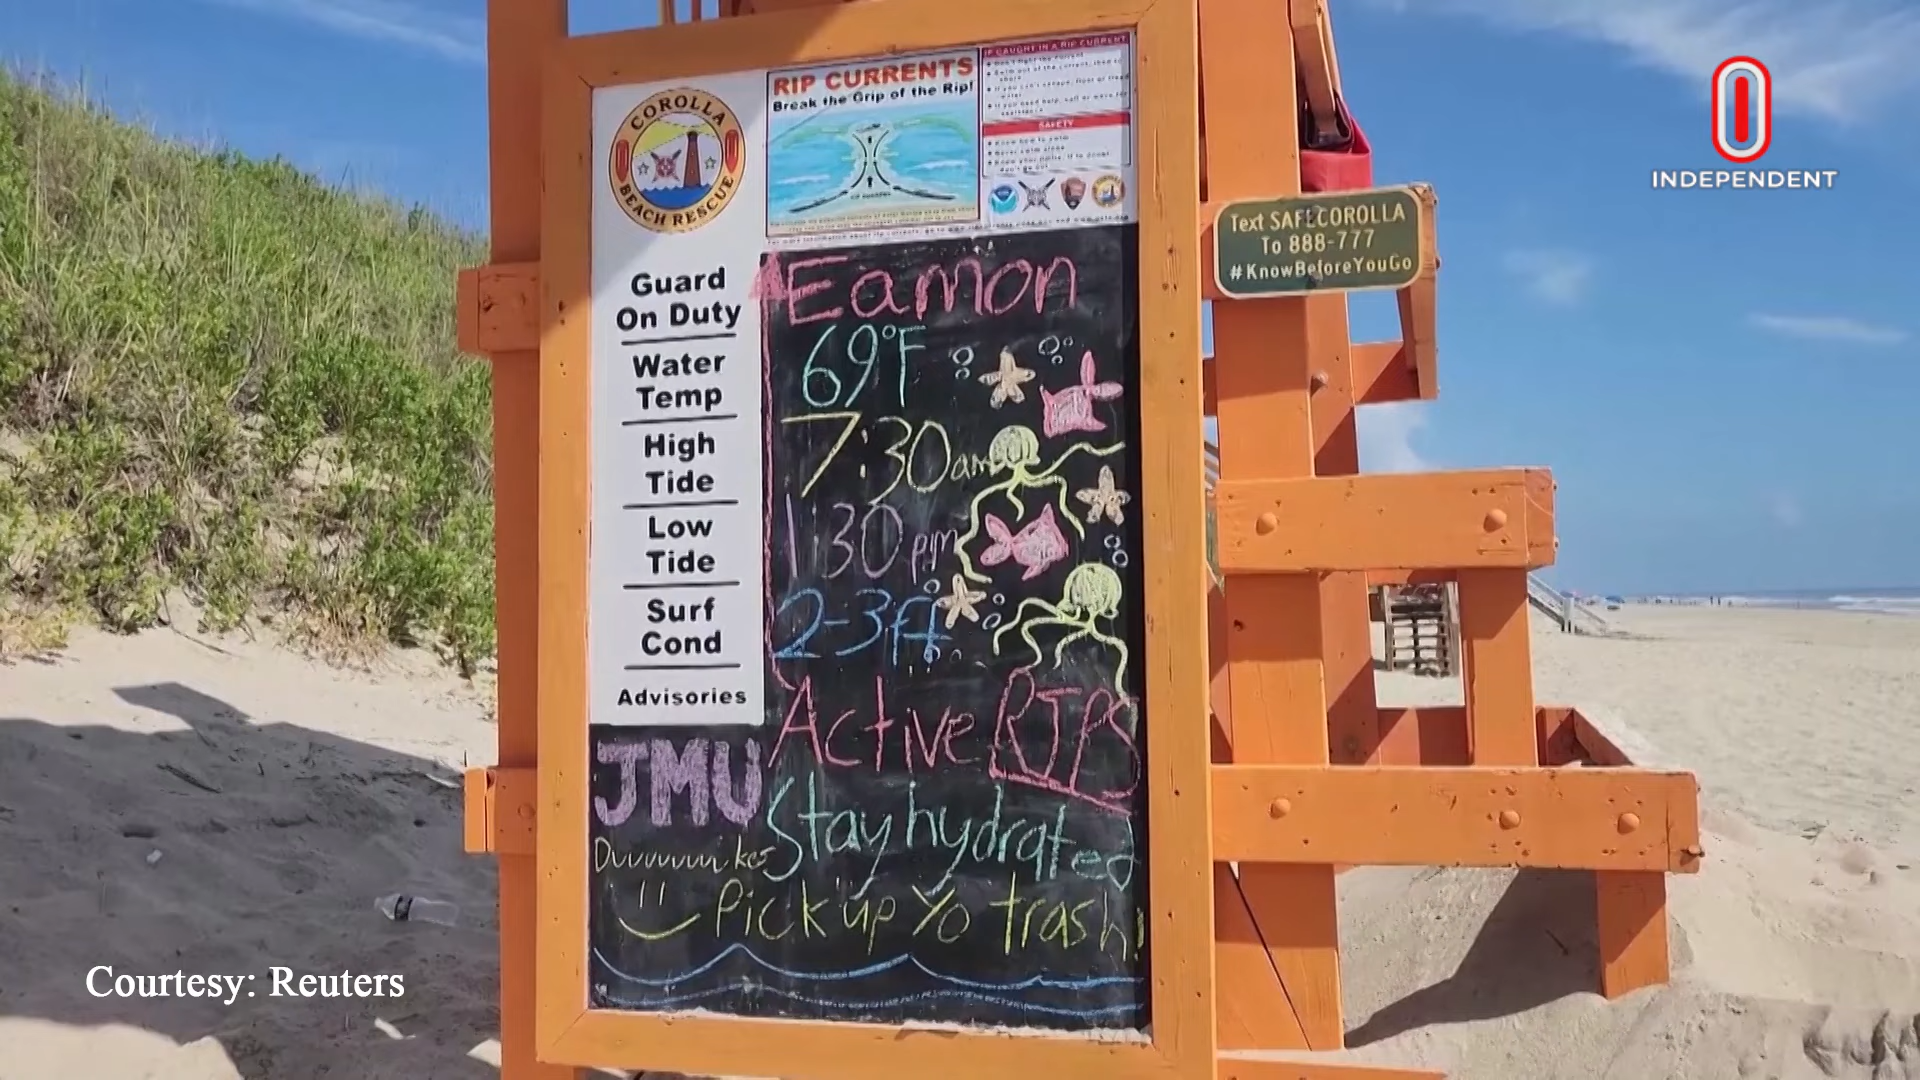 COROLLA
BEACH RESCUE
RIP CURRENTS
Break the Grip of the Rip!
IF CAUGHT IN A RIP CURRENT
SAFETY
INDEPENDENT
Text SAFECOROLLA
To 888-777
#KnowBeforeYouGo
Guard
On Duty
Eamon
Water
Temp
69°F
High
Tide
7:30am
Low
Tide
1:30pm
Surf
Cond
2-3ft
Advisories
Active RIPS
JMU
Stay hydrated
Pick up Yo trash!
Courtesy: Reuters